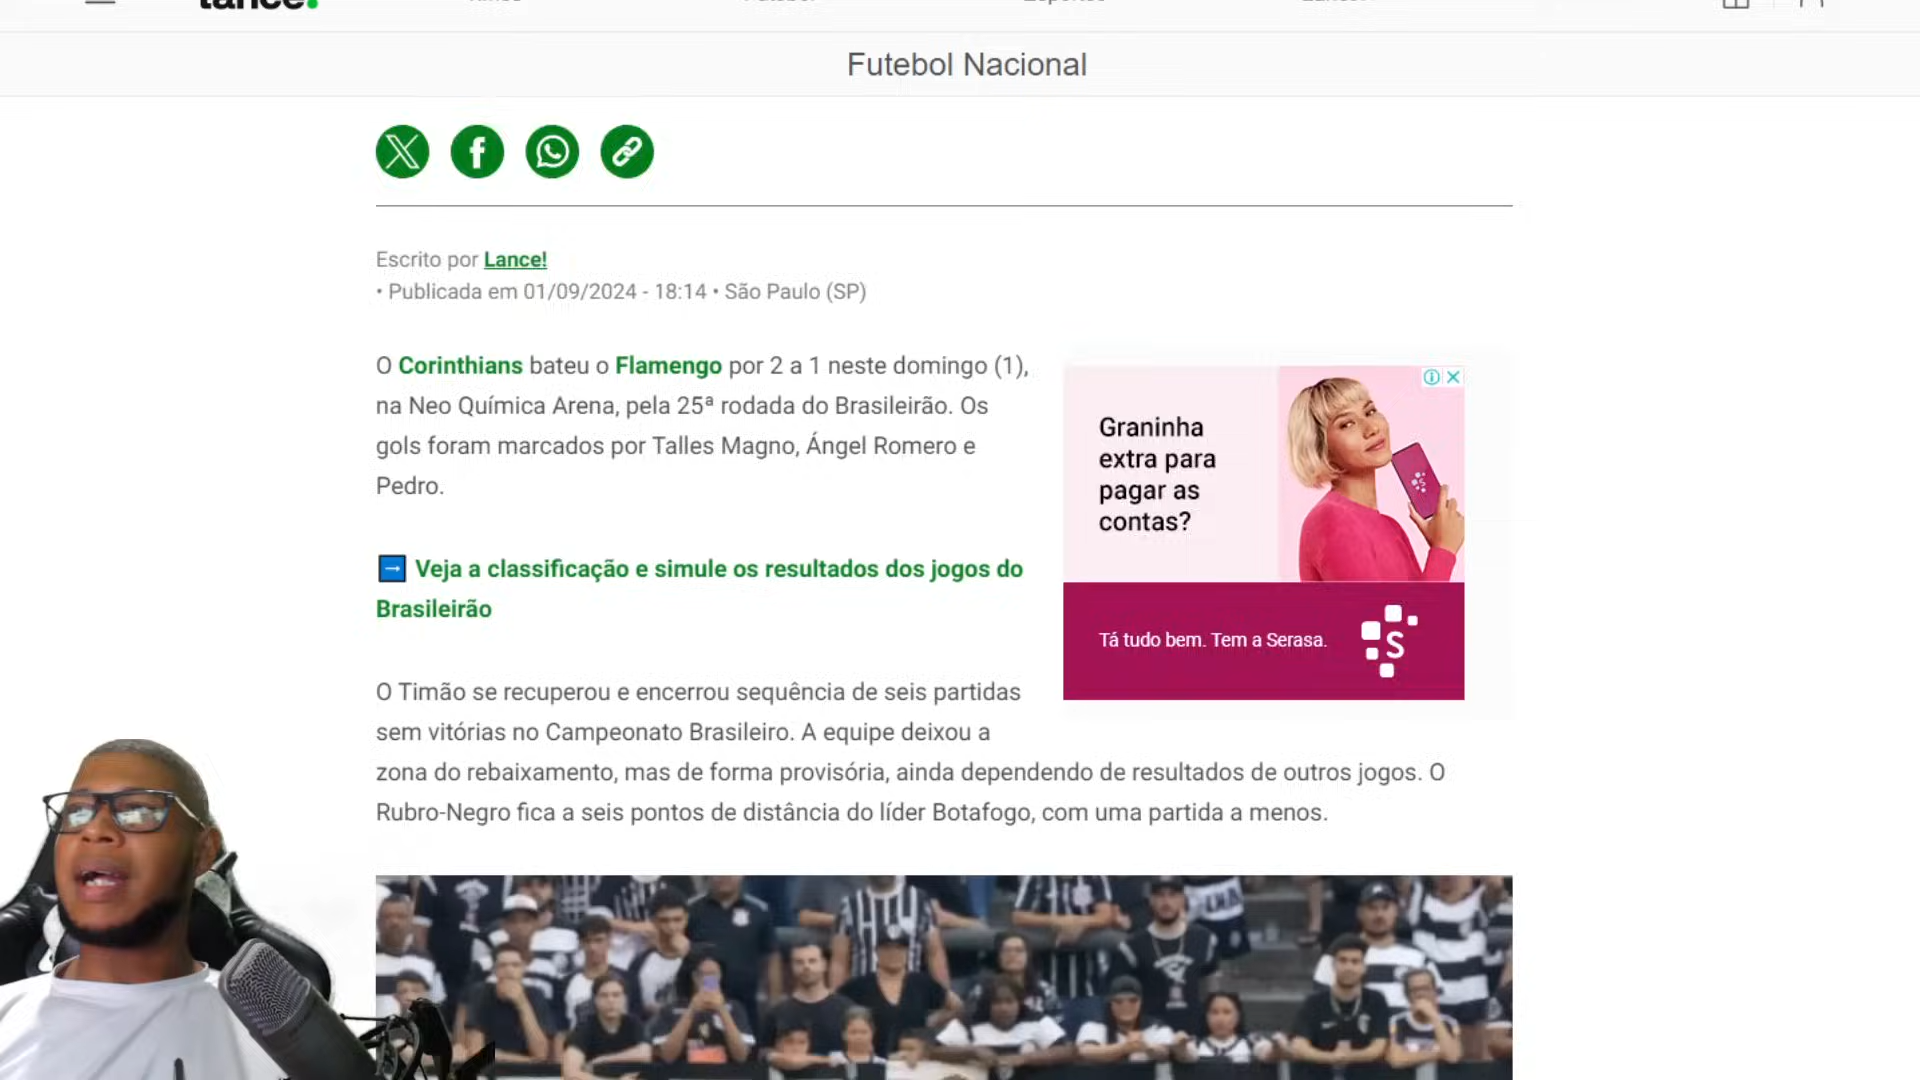 lance!
Futebol Nacional
Escrito por Lance!
• Publicada em 01/09/2024 - 18:14 • São Paulo (SP)
O Corinthians bateu o Flamengo por 2 a 1 neste domingo (1),
na Neo Química Arena, pela 25ª rodada do Brasileirão. Os
gols foram marcados por Talles Magno, Ángel Romero e
Pedro.
➡ Veja a classificação e simule os resultados dos jogos do
Brasileirão
O Timão se recuperou e encerrou sequência de seis partidas
sem vitórias no Campeonato Brasileiro. A equipe deixou a
zona do rebaixamento, mas de forma provisória, ainda dependendo de resultados de outros jogos. O
Rubro-Negro fica a seis pontos de distância do líder Botafogo, com uma partida a menos.
Graninha
extra para
pagar as
contas?
Tá tudo bem. Tem a Serasa.
S